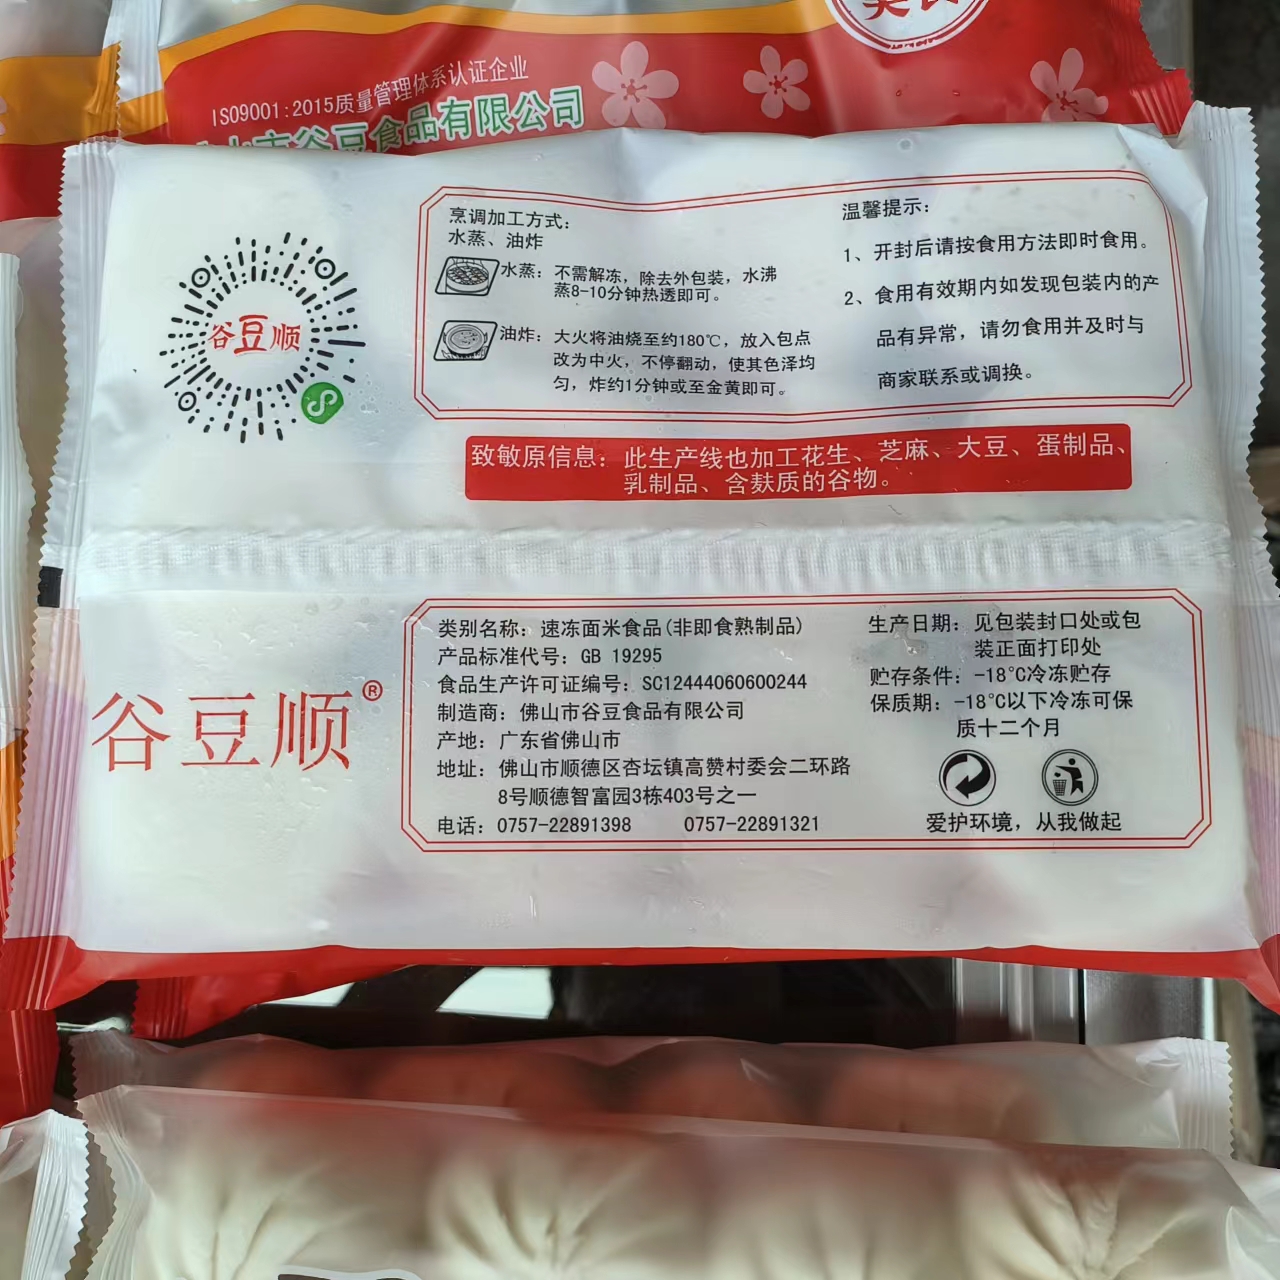 ISO9001:2015质量管理体系认证企业
山市谷豆食品有限公司
谷豆顺
烹调加工方式：
水蒸、油炸
水蒸：不需解冻，除去外包装，水沸
蒸8-10分钟热透即可。
油炸：大火将油烧至约180℃，放入包点
改为中火，不停翻动，使其色泽均
匀，炸约1分钟或至金黄即可。
温馨提示：
1、开封后请按食用方法即时食用。
2、食用有效期内如发现包装内的产
品有异常，请勿食用并及时与
商家联系或调换。
致敏原信息：此生产线也加工花生、芝麻、大豆、蛋制品、
乳制品、含麸质的谷物。
谷豆顺®
类别名称：速冻面米食品(非即食熟制品)
产品标准代号：GB 19295
食品生产许可证编号：SC12444060600244
制造商：佛山市谷豆食品有限公司
产地：广东省佛山市
地址：佛山市顺德区杏坛镇高赞村委会二环路
8号顺德智富园3栋403号之一
电话：0757-22891398 0757-22891321
生产日期：见包装封口处或包
装正面打印处
贮存条件：-18℃冷冻贮存
保质期：-18℃以下冷冻可保
质十二个月
爱护环境，从我做起